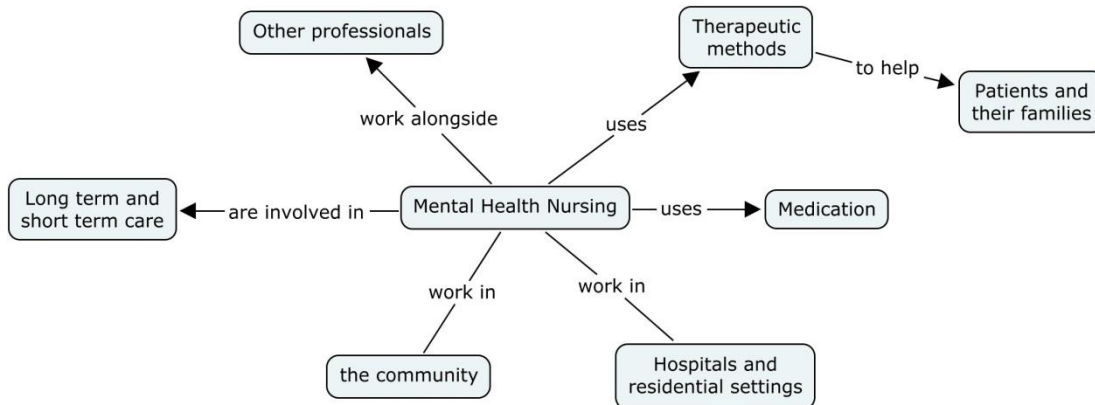 Other professionals
Therapeutic
methods
to help
Patients and
their families
work alongside
uses
Long term and
short term care
are involved in
Mental Health Nursing
uses
Medication
work in
work in
the community
Hospitals and
residential settings